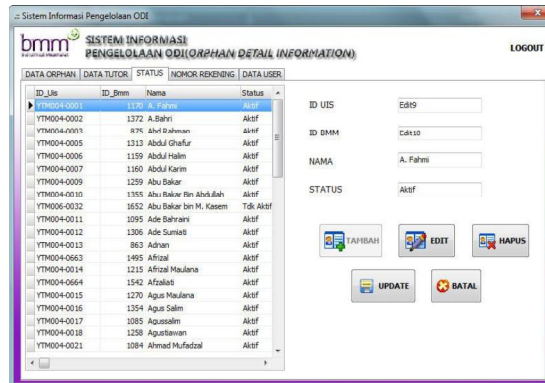 .:: Sistem Informasi Pengelolaan ODI
bmm
SISTEM INFORMASI
PENGELOLAAN ODI(ORPHAN DETAIL INFORMATION)
LOGOUT
DATA ORPHAN DATA TUTOR STATUS NOMOR REKENING DATA USER
ID_Uis ID_Bmm Nama Status
YTM004-0001 1170 A. Fahmi Aktif
YTM004-0002 1372 A.Bahri Aktif
YTM004-0003 875 Abd Rahman Aktif
YTM004-0005 1313 Abdul Ghafur Aktif
YTM004-0006 1159 Abdul Halim Aktif
YTM004-0007 1160 Abdul Karim Aktif
YTM004-0009 1259 Abu Bakar Aktif
YTM004-0010 1355 Abu Bakar Bin Abdullah Aktif
YTM006-0032 1652 Abu Bakar bin M. Kasem Tdk Aktif
YTM004-0011 1095 Ade Bahraini Aktif
YTM004-0012 1306 Ade Sumiati Aktif
YTM004-0013 863 Adnan Aktif
YTM004-0663 1495 Afrizal Aktif
YTM004-0014 1215 Afrizal Maulana Aktif
YTM004-0664 1542 Afzaliati Aktif
YTM004-0015 1270 Agus Maulana Aktif
YTM004-0016 1354 Agus Salim Aktif
YTM004-0017 1085 Agussalim Aktif
YTM004-0018 1258 Agustiawan Aktif
YTM004-0021 1084 Ahmad Mufadzal Aktif
ID UIS Edit9
ID BMM Edit10
NAMA A. Fahmi
STATUS Aktif
TAMBAH EDIT HAPUS
UPDATE BATAL